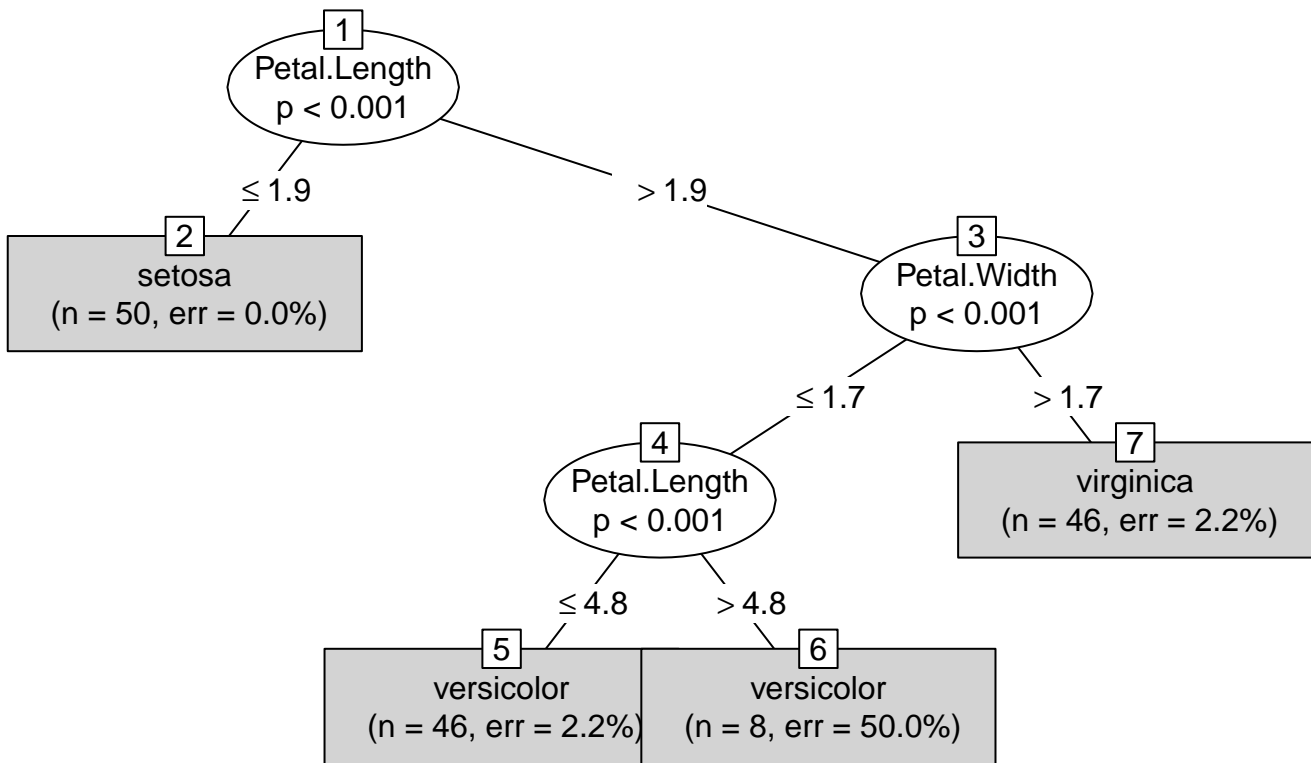 1
Petal.Length
p < 0.001
≤ 1.9
> 1.9
2
setosa
(n = 50, err = 0.0%)
3
Petal.Width
p < 0.001
≤ 1.7
> 1.7
4
Petal.Length
p < 0.001
≤ 4.8
> 4.8
5
versicolor
(n = 46, err = 2.2%)
6
versicolor
(n = 8, err = 50.0%)
7
virginica
(n = 46, err = 2.2%)